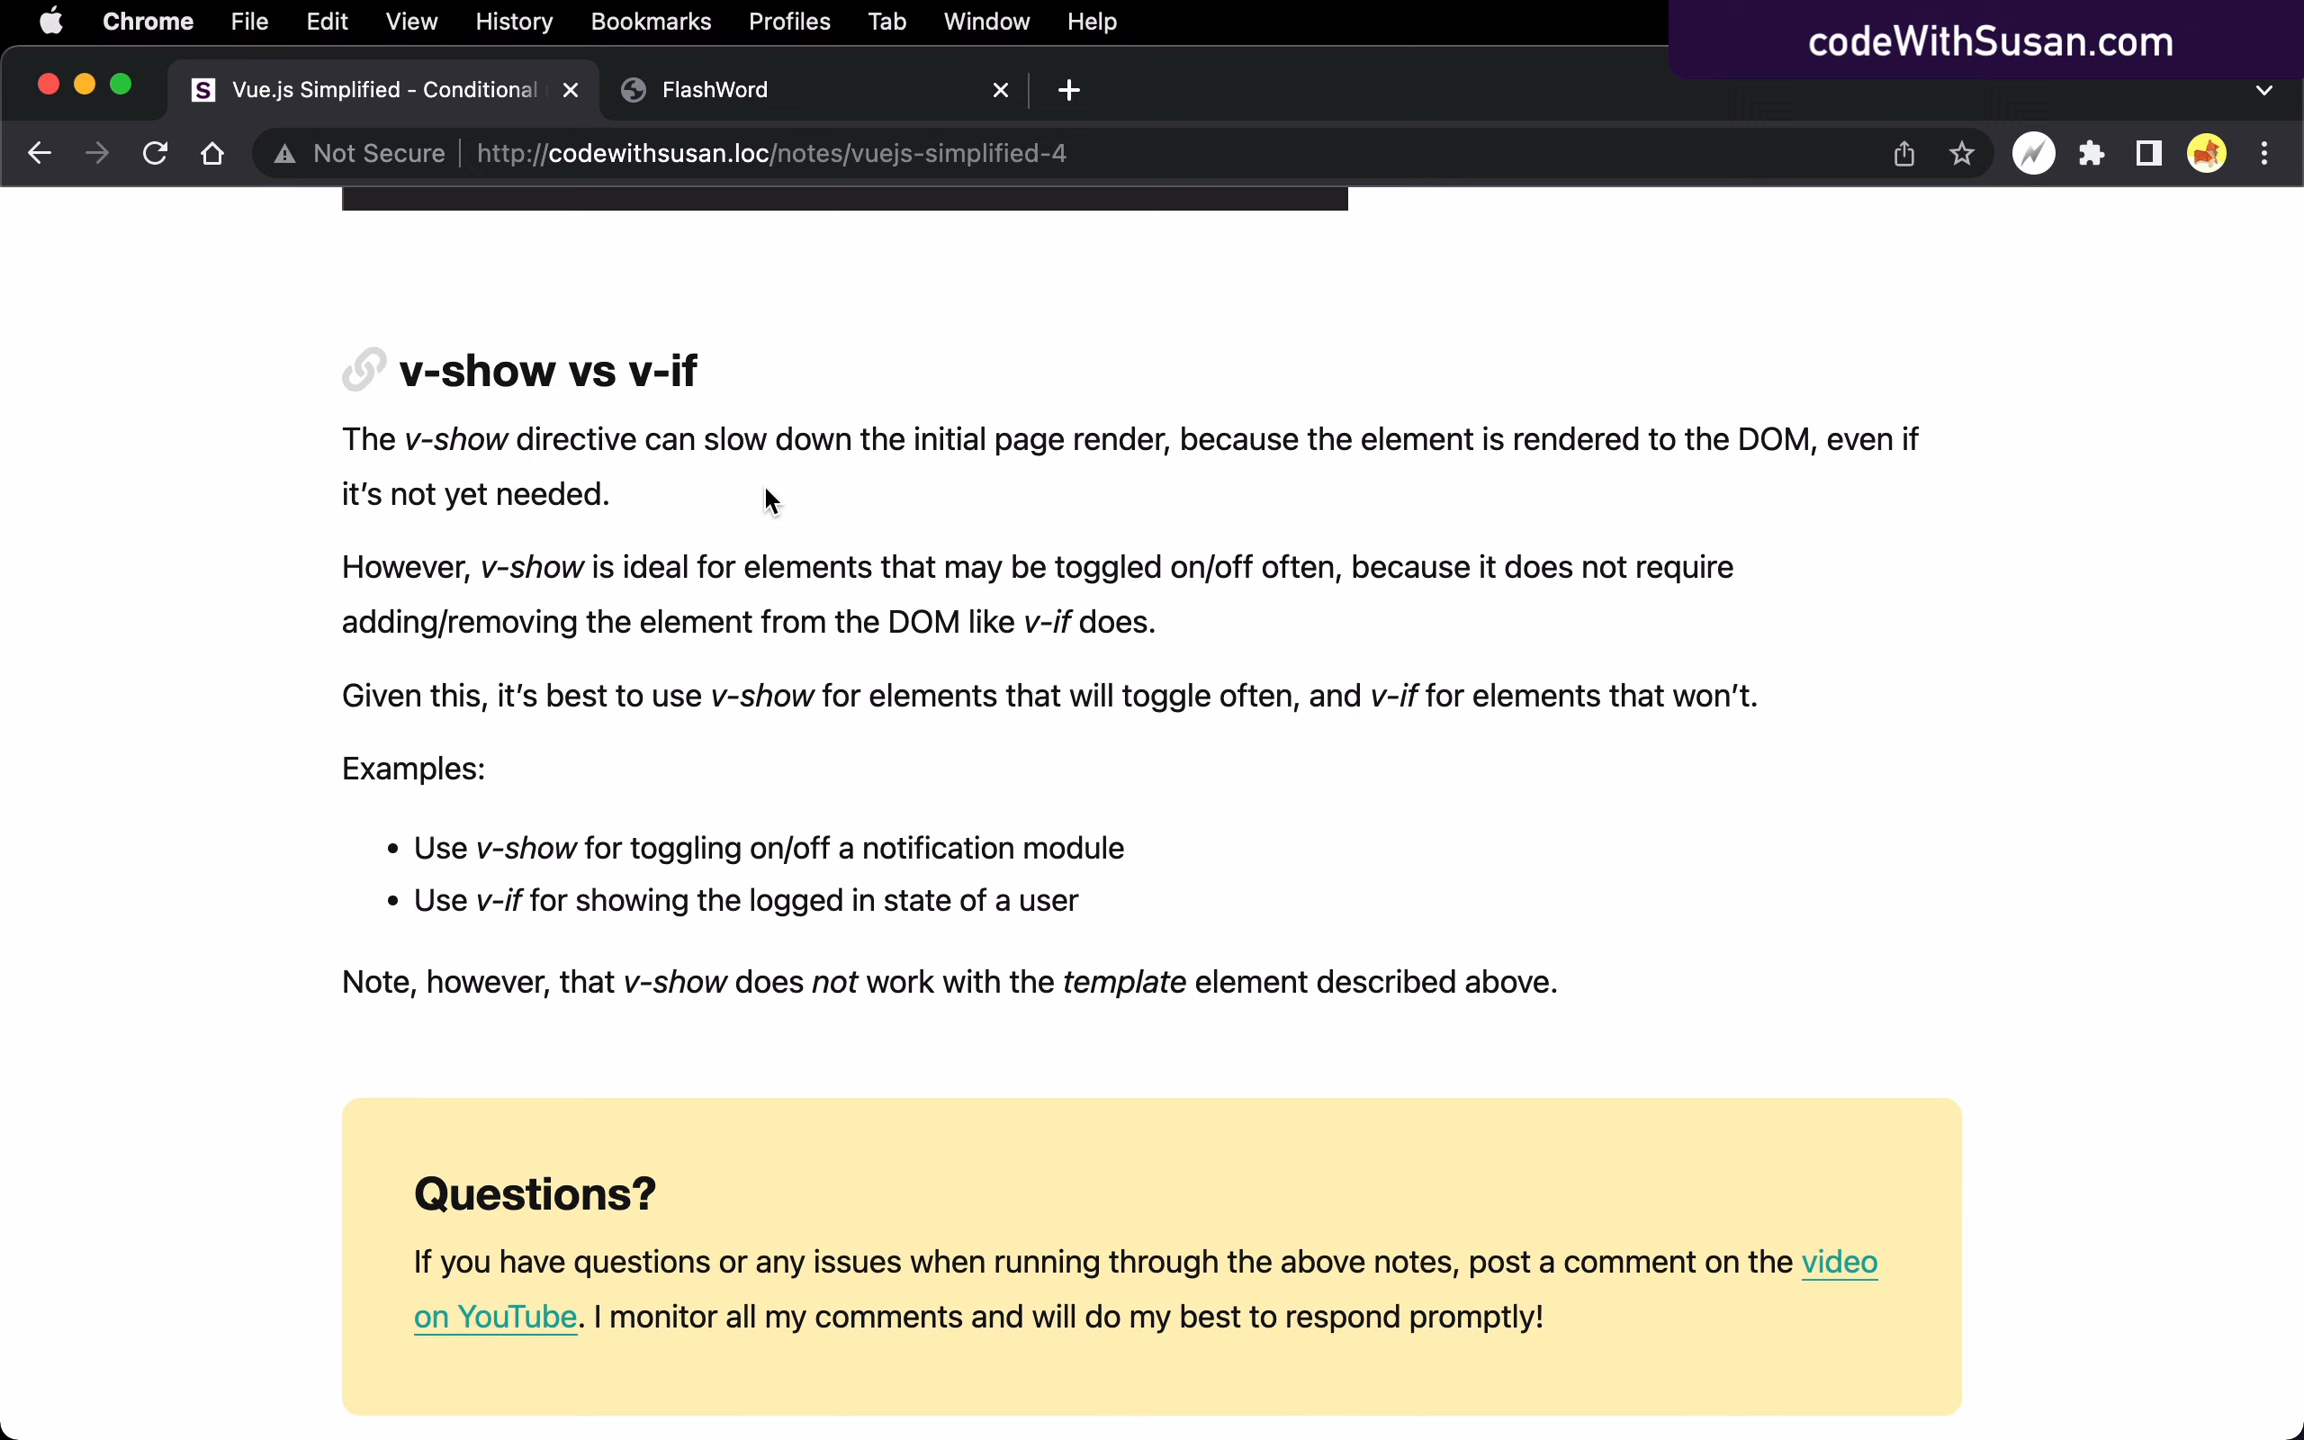 Chrome File Edit View History Bookmarks Profiles Tab Window Help
codeWithSusan.com
S Vue.js Simplified - Conditional
FlashWord
Not Secure http://codewithsusan.loc/notes/vuejs-simplified-4
v-show vs v-if
The v-show directive can slow down the initial page render, because the element is rendered to the DOM, even if
it’s not yet needed.
However, v-show is ideal for elements that may be toggled on/off often, because it does not require
adding/removing the element from the DOM like v-if does.
Given this, it’s best to use v-show for elements that will toggle often, and v-if for elements that won’t.
Examples:
• Use v-show for toggling on/off a notification module
• Use v-if for showing the logged in state of a user
Note, however, that v-show does not work with the template element described above.
Questions?
If you have questions or any issues when running through the above notes, post a comment on the video
on YouTube. I monitor all my comments and will do my best to respond promptly!